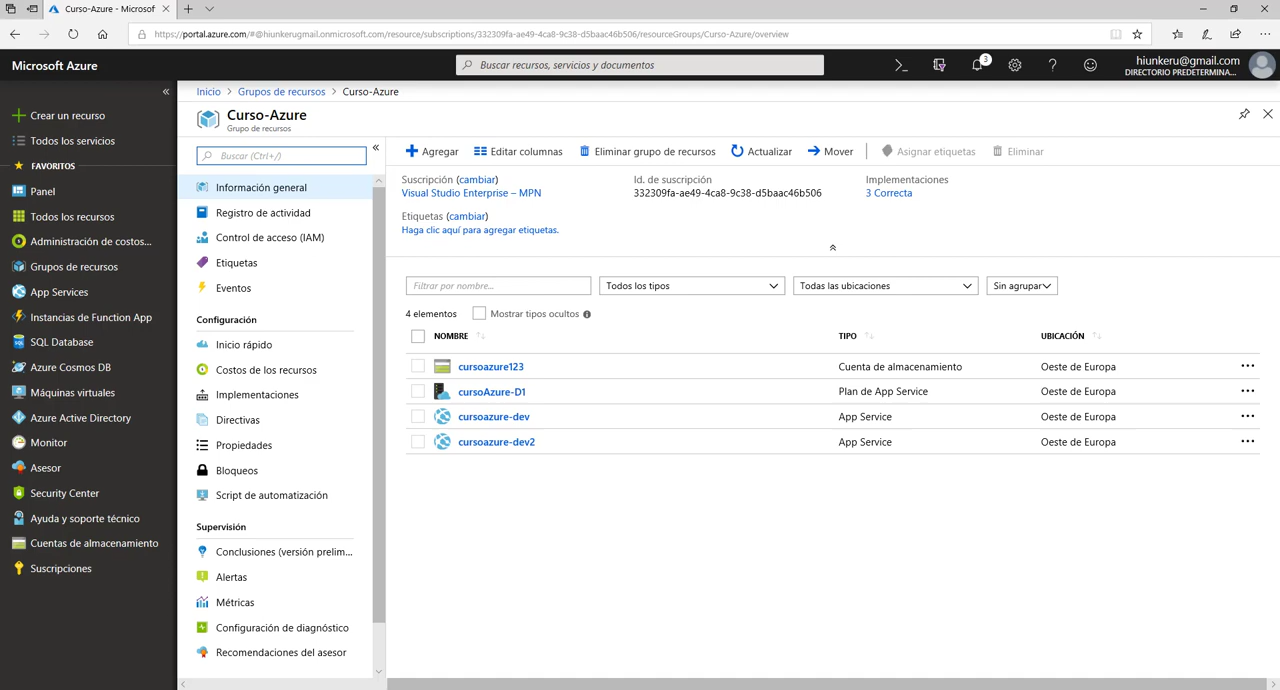 Curso-Azure - Microsof
https://portal.azure.com/#@hiunkerugmail.onmicrosoft.com/resource/subscriptions/332309fa-ae49-4ca8-9c38-d5baac46b506/resourceGroups/Curso-Azure/overview
Microsoft Azure
Buscar recursos, servicios y documentos
3
hiunkeru@gmail.com
DIRECTORIO PREDETERMINA...
Crear un recurso
Todos los servicios
FAVORITOS
Panel
Todos los recursos
Administración de costos...
Grupos de recursos
App Services
Instancias de Function App
SQL Database
Azure Cosmos DB
Máquinas virtuales
Azure Active Directory
Monitor
Asesor
Security Center
Ayuda y soporte técnico
Cuentas de almacenamiento
Suscripciones
Inicio > Grupos de recursos > Curso-Azure
Curso-Azure
Grupo de recursos
Buscar (Ctrl+/)
Información general
Registro de actividad
Control de acceso (IAM)
Etiquetas
Eventos
Configuración
Inicio rápido
Costos de los recursos
Implementaciones
Directivas
Propiedades
Bloqueos
Script de automatización
Supervisión
Conclusiones (versión prelim...
Alertas
Métricas
Configuración de diagnóstico
Recomendaciones del asesor
Agregar Editar columnas Eliminar grupo de recursos Actualizar Mover Asignar etiquetas Eliminar
Suscripción (cambiar) Id. de suscripción Implementaciones
Visual Studio Enterprise – MPN 332309fa-ae49-4ca8-9c38-d5baac46b506 3 Correcta
Etiquetas (cambiar)
Haga clic aquí para agregar etiquetas.
Filtrar por nombre... Todos los tipos Todas las ubicaciones Sin agrupar
4 elementos Mostrar tipos ocultos
NOMBRE TIPO UBICACIÓN
cursoazure123 Cuenta de almacenamiento Oeste de Europa
cursoAzure-D1 Plan de App Service Oeste de Europa
cursoazure-dev App Service Oeste de Europa
cursoazure-dev2 App Service Oeste de Europa